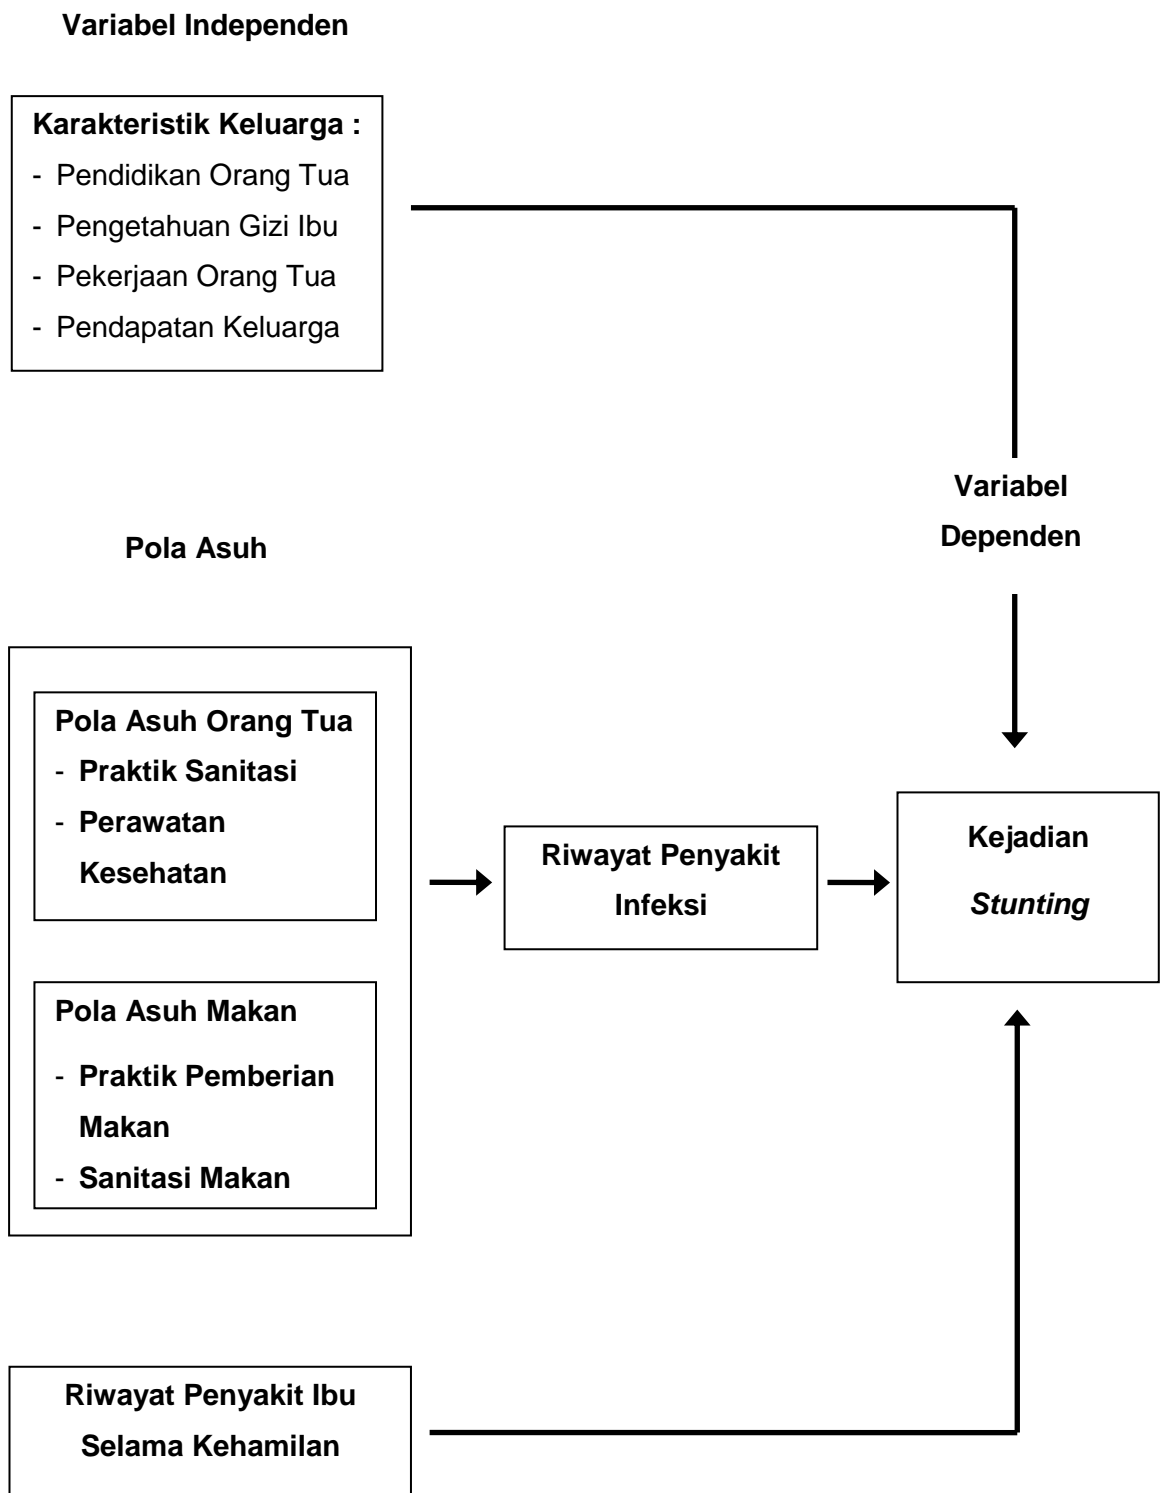 Variabel Independen
Karakteristik Keluarga :
- Pendidikan Orang Tua
- Pengetahuan Gizi Ibu
- Pekerjaan Orang Tua
- Pendapatan Keluarga
Variabel
Dependen
Pola Asuh
Pola Asuh Orang Tua
- Praktik Sanitasi
- Perawatan
Kesehatan
Riwayat Penyakit
Infeksi
Kejadian
Stunting
Pola Asuh Makan
- Praktik Pemberian
Makan
- Sanitasi Makan
Riwayat Penyakit Ibu
Selama Kehamilan